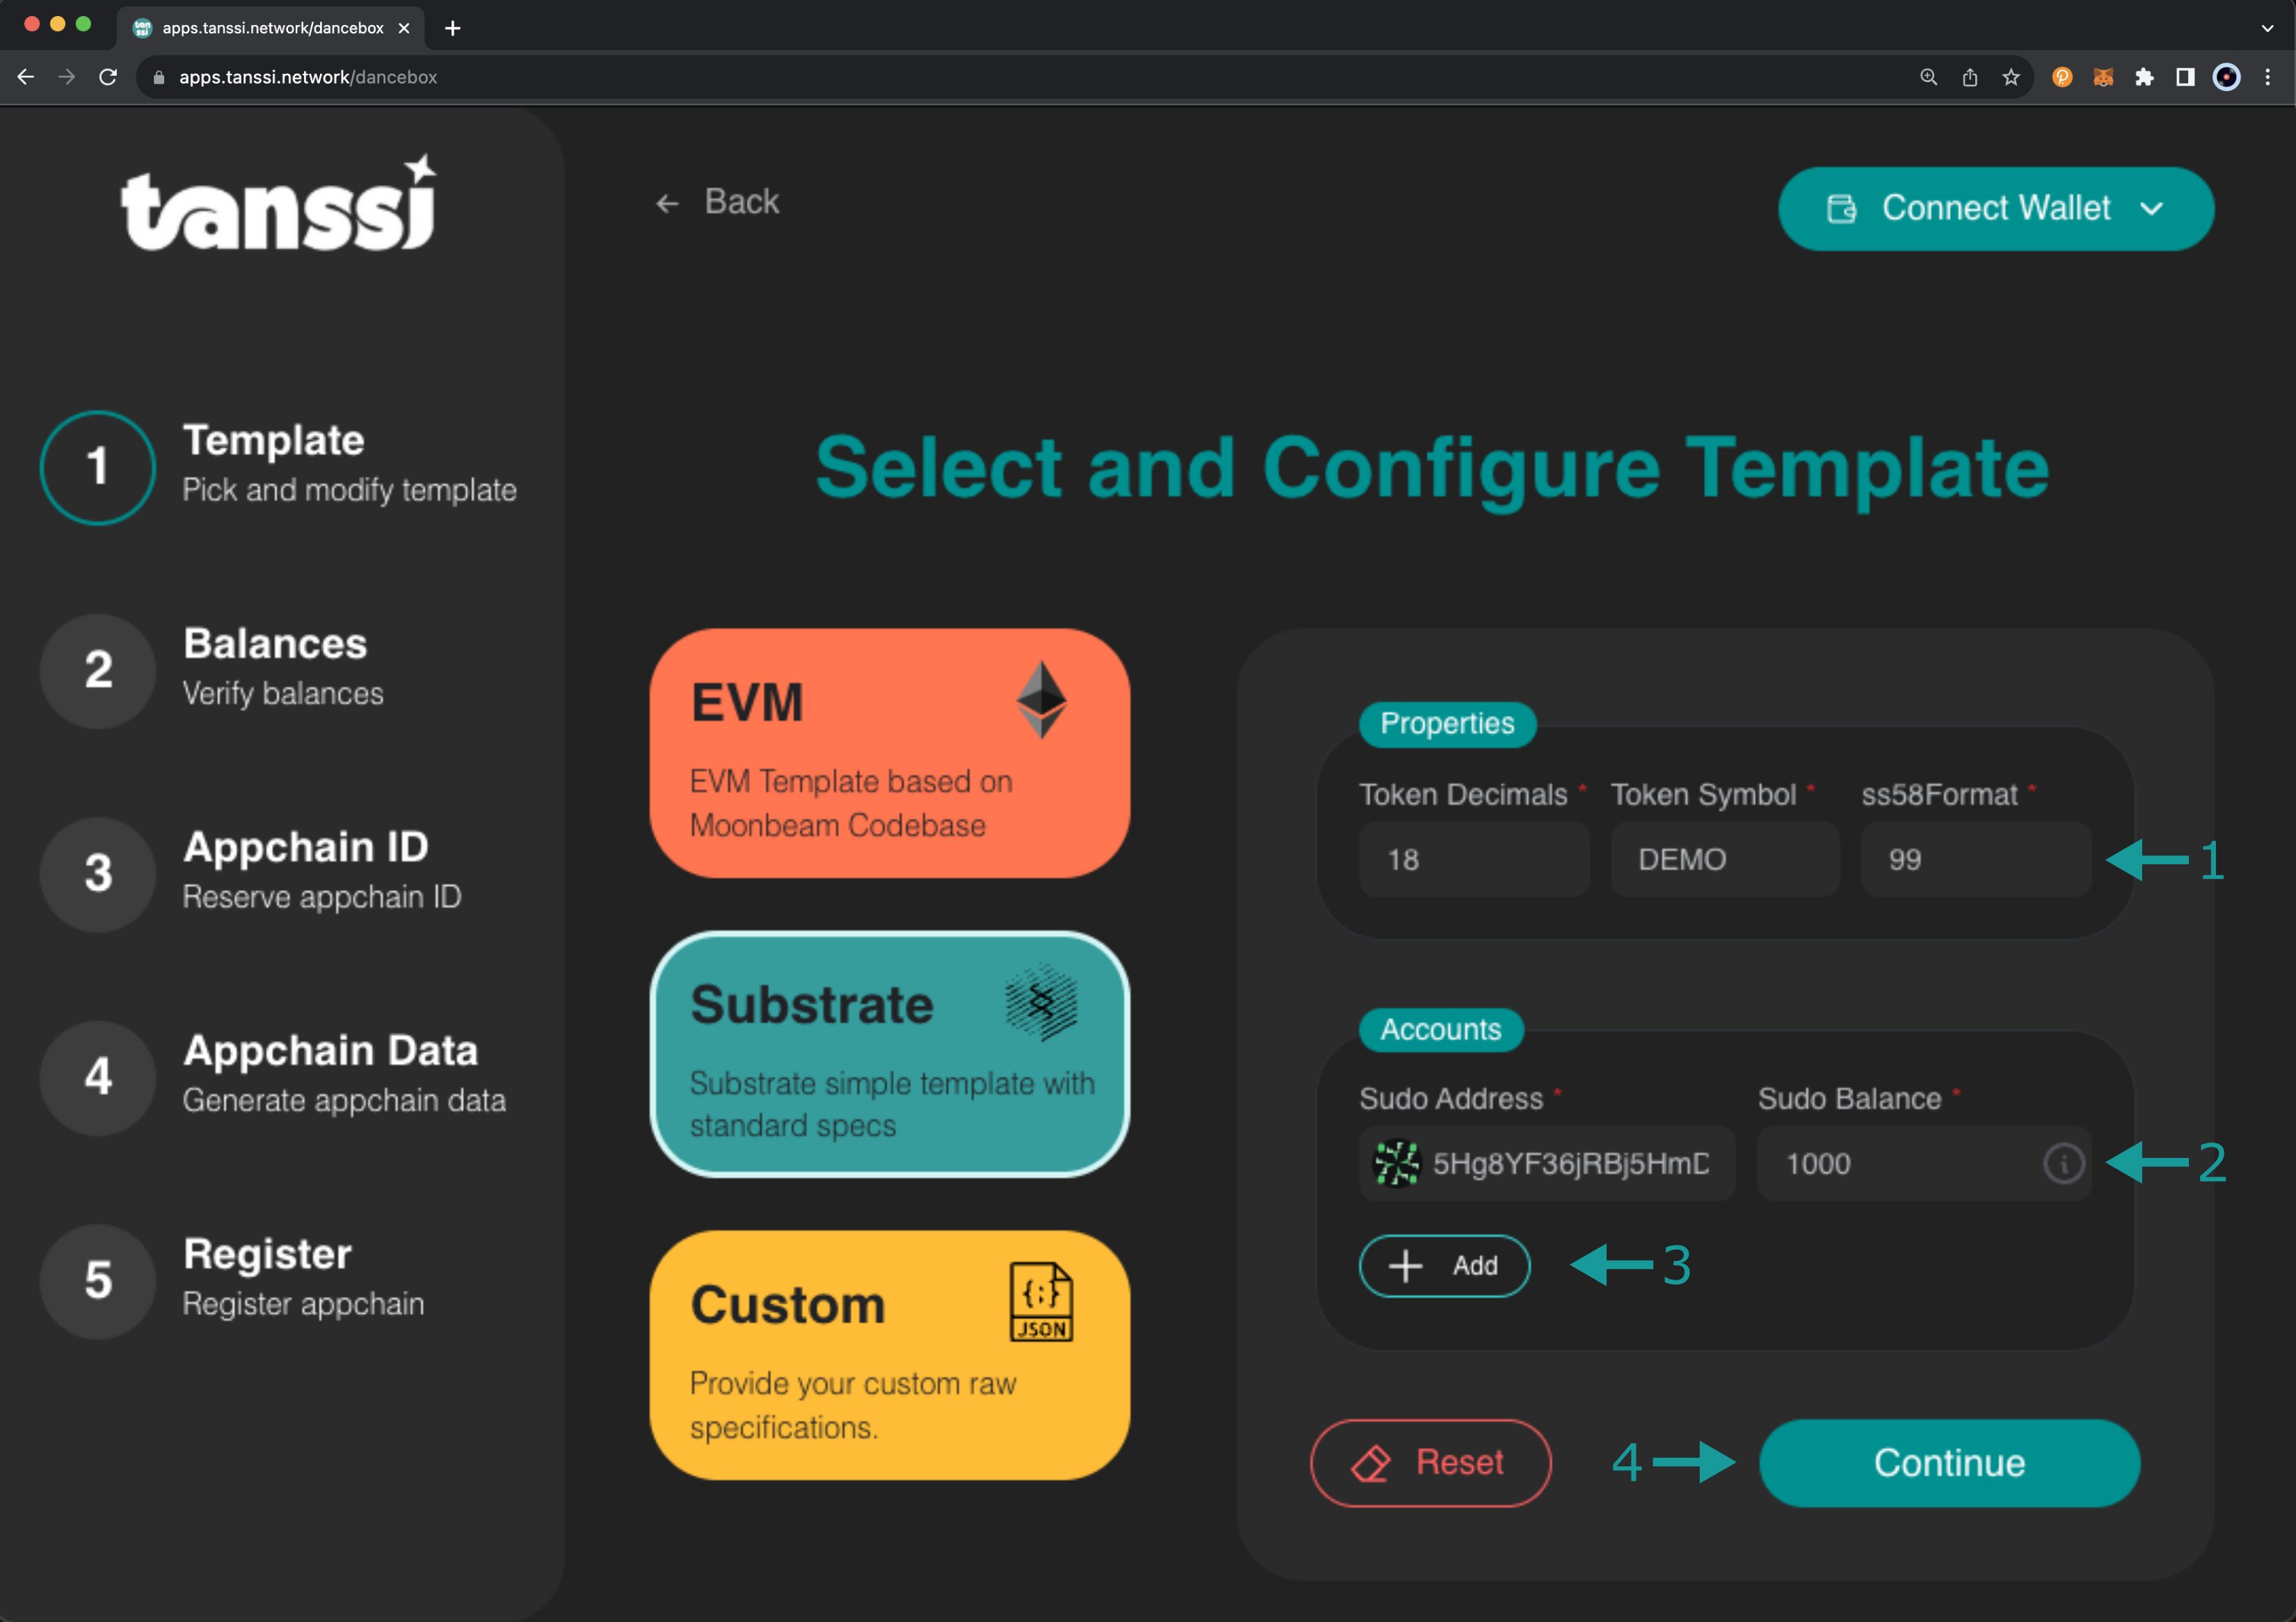 apps.tanssi.network/dancebox
apps.tanssi.network/dancebox
tanssi
Back
Connect Wallet
1
Template
Pick and modify template
2
Balances
Verify balances
3
Appchain ID
Reserve appchain ID
4
Appchain Data
Generate appchain data
5
Register
Register appchain
Select and Configure Template
EVM
EVM Template based on
Moonbeam Codebase
Substrate
Substrate simple template with
standard specs
Custom
{;}
JSON
Provide your custom raw
specifications.
Properties
Token Decimals * Token Symbol * ss58Format *
18 DEMO 99 1
Accounts
Sudo Address * Sudo Balance *
5Hg8YF36jRBj5HmD 1000 2
Add 3
Reset 4 Continue